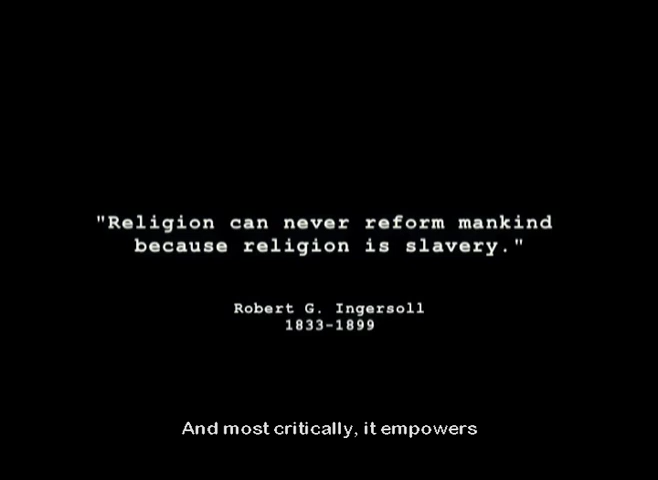 "Religion can never reform mankind
because religion is slavery."
Robert G. Ingersoll
1833-1899
And most critically, it empowers